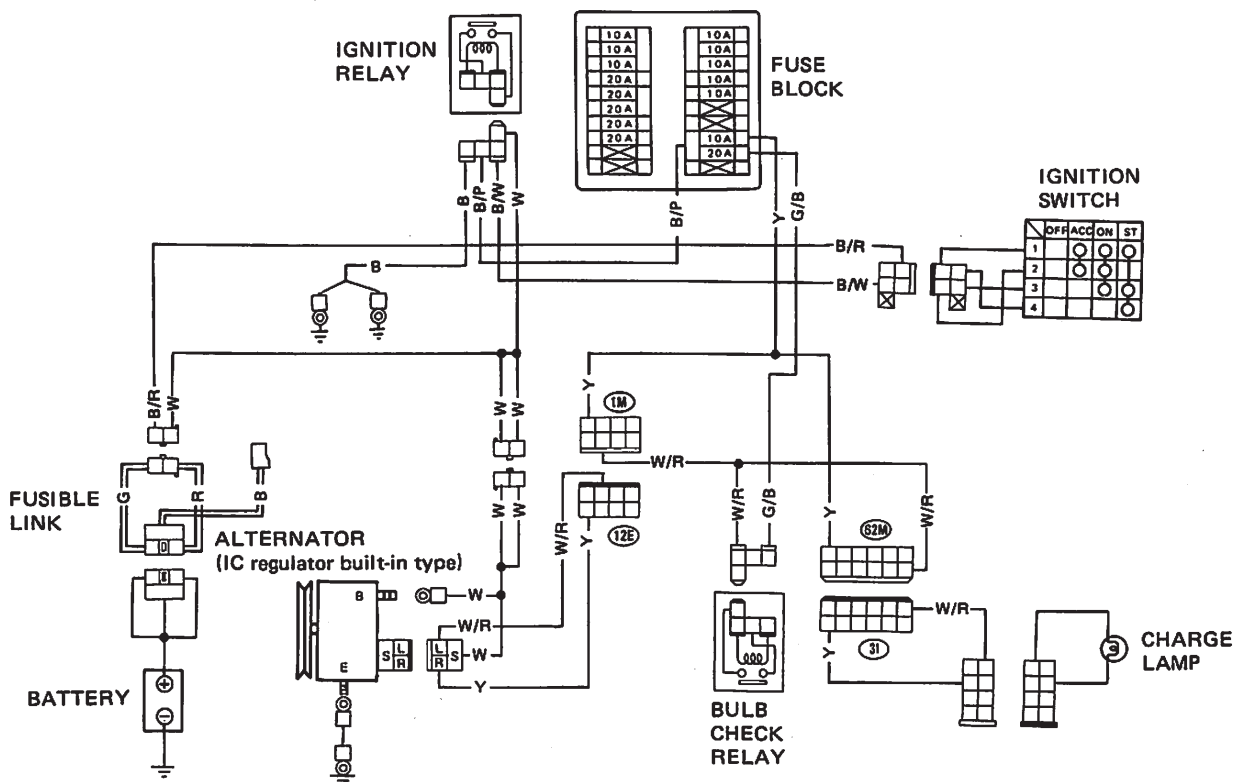 IGNITION
RELAY
10A
10A
10A
20A
20A
20A
20A
20A
10A
10A
10A
10A
10A
10A
20A
FUSE
BLOCK
IGNITION
SWITCH
OFF ACC ON ST
1
2
3
4
B
B/P
B/W
W
B/P
Y
G/B
B/R
B/W
B
B/R
W
W
W
Y
1M
W/R
W/R
G/B
Y
W/R
G
R
B
FUSIBLE
LINK
ALTERNATOR
(IC regulator built-in type)
W
W
W/R
Y
12E
62M
B
W
E
S
L
R
L
R
S
W/R
W
Y
W/R
Y
31
BATTERY
+
−
BULB
CHECK
RELAY
CHARGE
LAMP